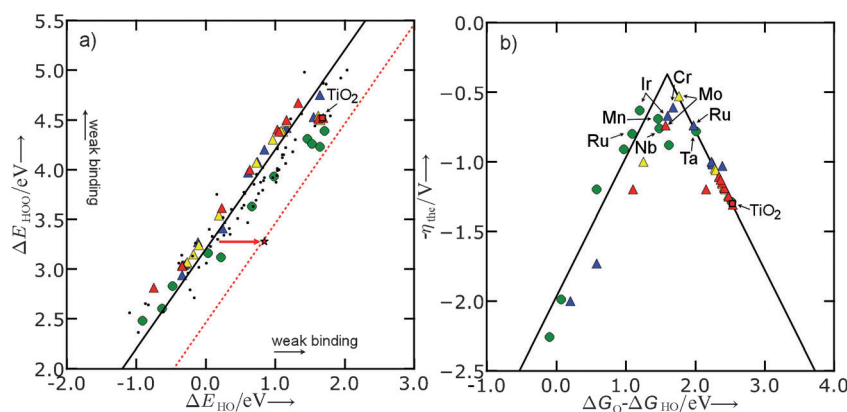 a)
5.5
5.0
4.5
4.0
3.5
3.0
2.5
2.0
ΔE_HOO/eV→
weak binding
TiO₂
weak binding
-2.0 -1.0 0.0 1.0 2.0 3.0
ΔE_HO/eV→
b)
-0.0
-0.5
-1.0
-1.5
-2.0
-2.5
-η_the/V→
Ir Cr
Mo
Mn
Ru
Ru
Nb
Ta
TiO₂
-1.0 0.0 1.0 2.0 3.0 4.0
ΔG_O-ΔG_HO/eV→